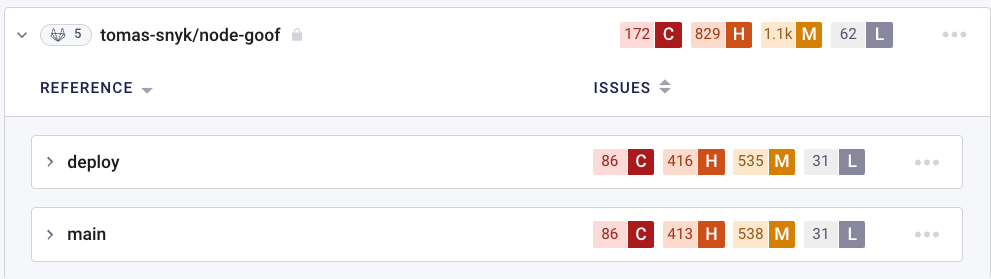 5 tomas-snyk/node-goof 172 C 829 H 1.1k M 62 L
REFERENCE ISSUES
deploy 86 C 416 H 535 M 31 L
main 86 C 413 H 538 M 31 L